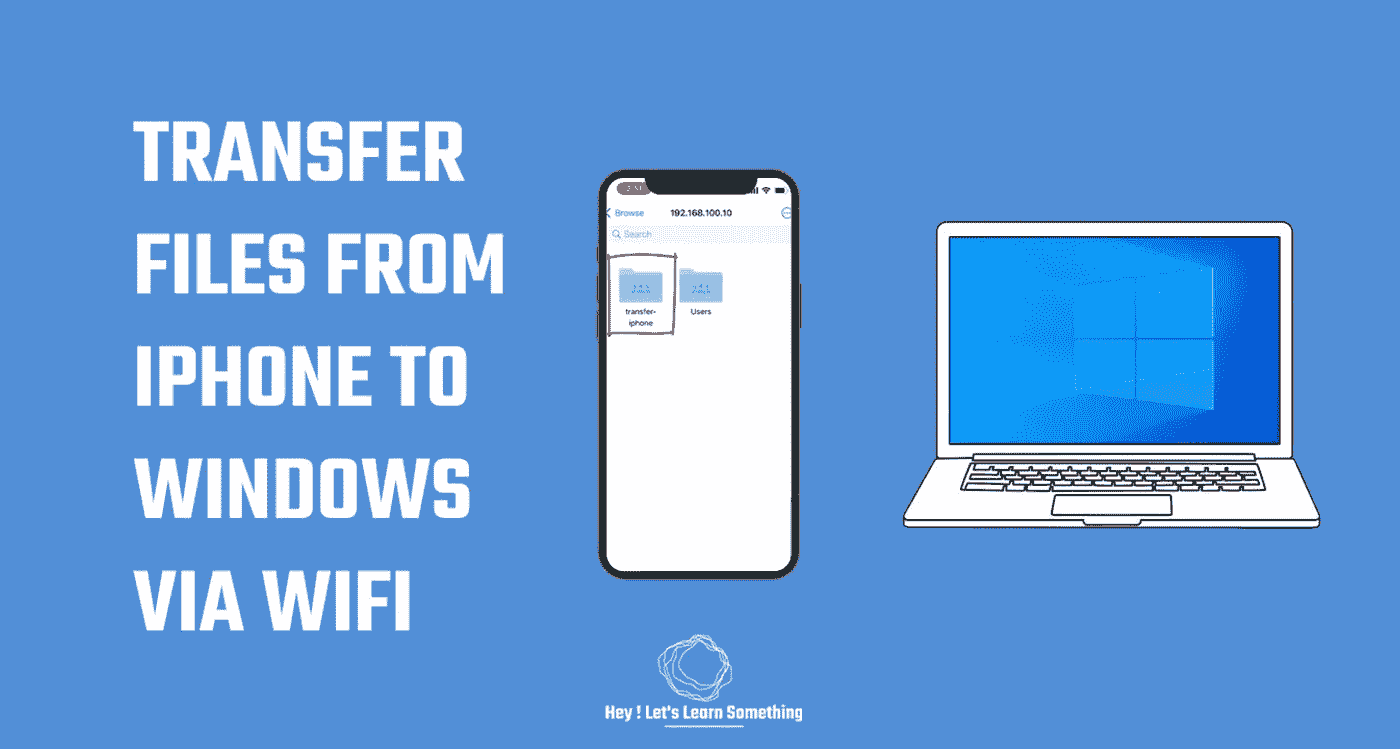 TRANSFER
FILES FROM
IPHONE TO
WINDOWS
VIA WIFI
Browse
192.168.100.10
Search
transfer-
iphone
Users
Hey ! Let's Learn Something